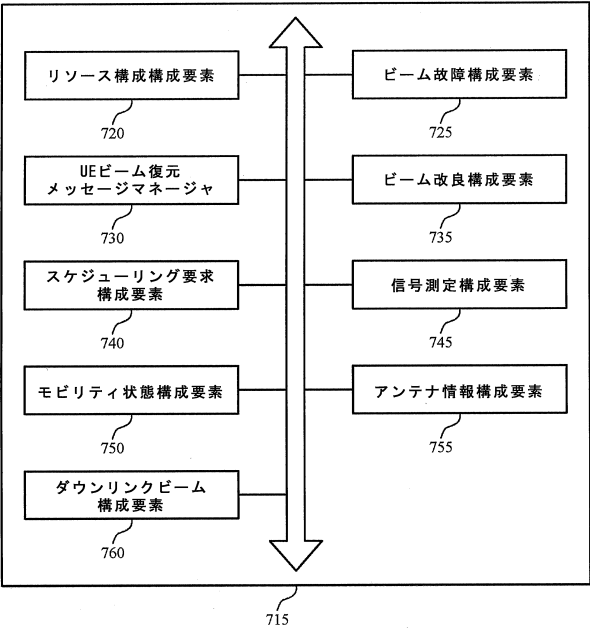 リソース構成構成要素
720
ビーム故障構成要素
725
UEビーム復元
メッセージマネージャ
730
ビーム改良構成要素
735
スケジューリング要求
構成要素
740
信号測定構成要素
745
モビリティ状態構成要素
750
アンテナ情報構成要素
755
ダウンリンクビーム
構成要素
760
715